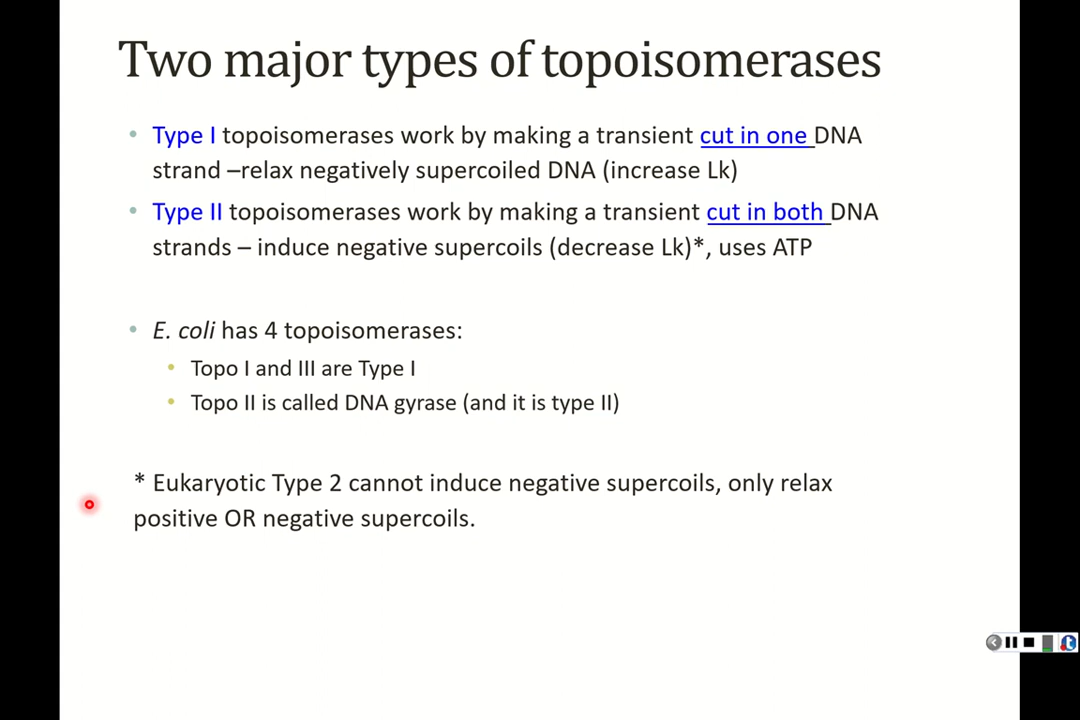 Two major types of topoisomerases
• Type I topoisomerases work by making a transient cut in one DNA
strand –relax negatively supercoiled DNA (increase Lk)
• Type II topoisomerases work by making a transient cut in both DNA
strands – induce negative supercoils (decrease Lk)*, uses ATP
• E. coli has 4 topoisomerases:
• Topo I and III are Type I
• Topo II is called DNA gyrase (and it is type II)
* Eukaryotic Type 2 cannot induce negative supercoils, only relax
positive OR negative supercoils.
t